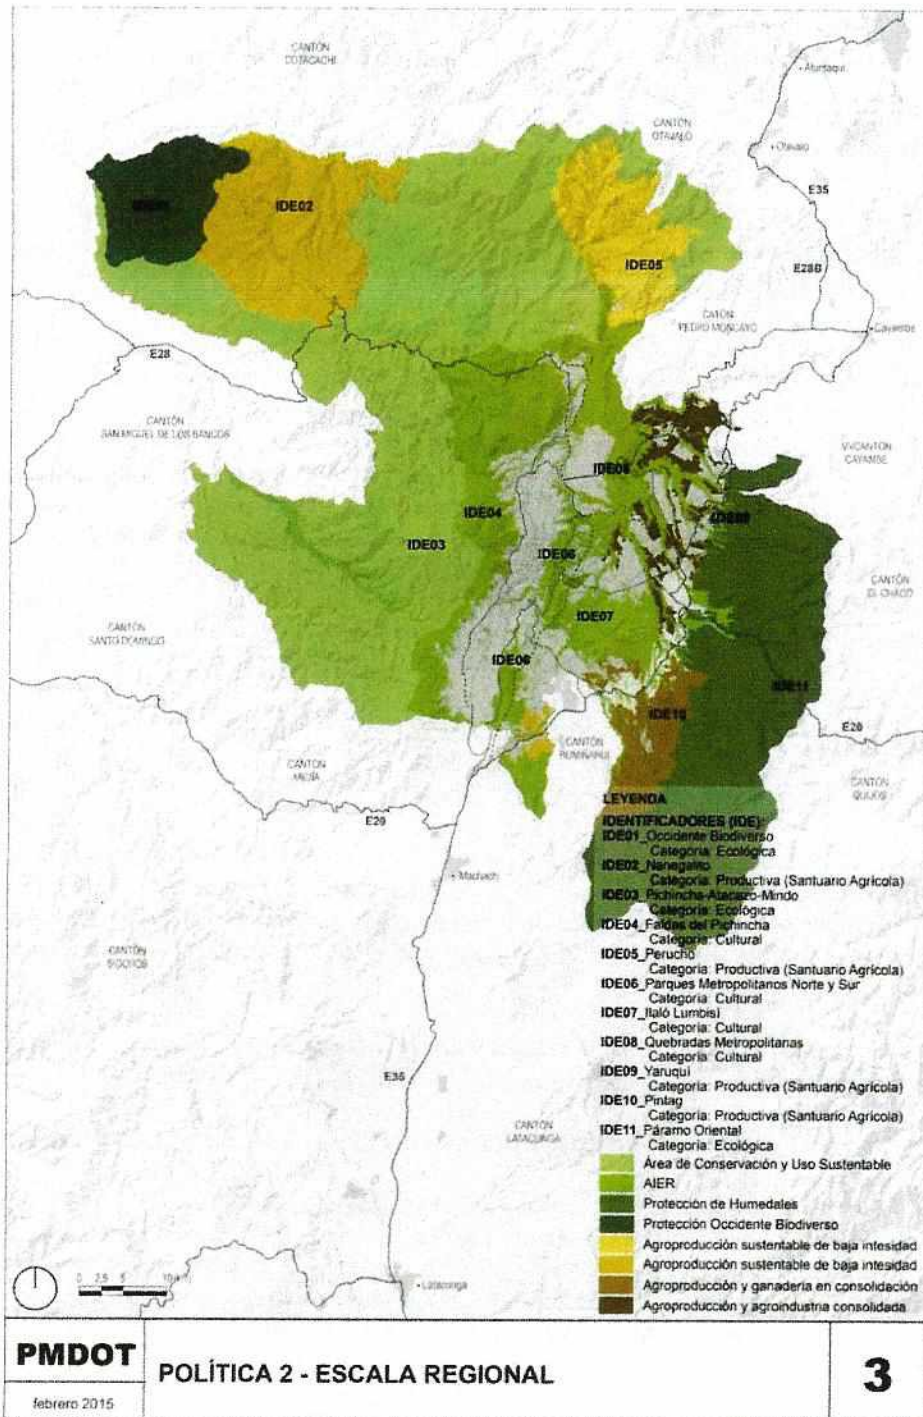 CANTÓN
COTACACHI
Atuntaqui
CANTÓN
OTAVALO
Otavalo
E35
IDE02
IDE05
E28B
CATÓN
PEDRO MONCAYO
Cayambe
E28
CANTÓN
SAN MIGUEL DE LOS BANCOS
CANTÓN
CAYAMBE
IDE08
IDE04
IDE09
IDE03
IDE06
CANTÓN
EL CHACO
IDE07
CANTÓN
SANTO DOMINGO
IDE06
IDE11
IDE10
E20
CANTÓN
RUMIÑAHUI
CANTÓN
MEJÍA
CANTÓN
QUIJOS
E20
Machachi
CANTÓN
SIGCHOS
E35
CANTÓN
LATACUNGA
Latacunga
LEYENDA
IDENTIFICADORES (IDE):
IDE01_Occidente Biodiverso
Categoría: Ecológica
IDE02_Nanegalito
Categoría: Productiva (Santuario Agrícola)
IDE03_Pichincha-Atacazo-Mindo
Categoría: Ecológica
IDE04_Faldas del Pichincha
Categoría: Cultural
IDE05_Perucho
Categoría: Productiva (Santuario Agrícola)
IDE06_Parques Metropolitanos Norte y Sur
Categoría: Cultural
IDE07_Ilaló Lumbisí
Categoría: Cultural
IDE08_Quebradas Metropolitanas
Categoría: Cultural
IDE09_Yaruquí
Categoría: Productiva (Santuario Agrícola)
IDE10_Pintag
Categoría: Productiva (Santuario Agrícola)
IDE11_Páramo Oriental
Categoría: Ecológica
Área de Conservación y Uso Sustentable
AIER
Protección de Humedales
Protección Occidente Biodiverso
Agroproducción sustentable de baja intesidad
Agroproducción sustentable de baja intesidad
Agroproducción y ganadería en consolidación
Agroproducción y agroindustria consolidada
0 2,5 5
PMDOT
febrero 2015
POLÍTICA 2 - ESCALA REGIONAL
3